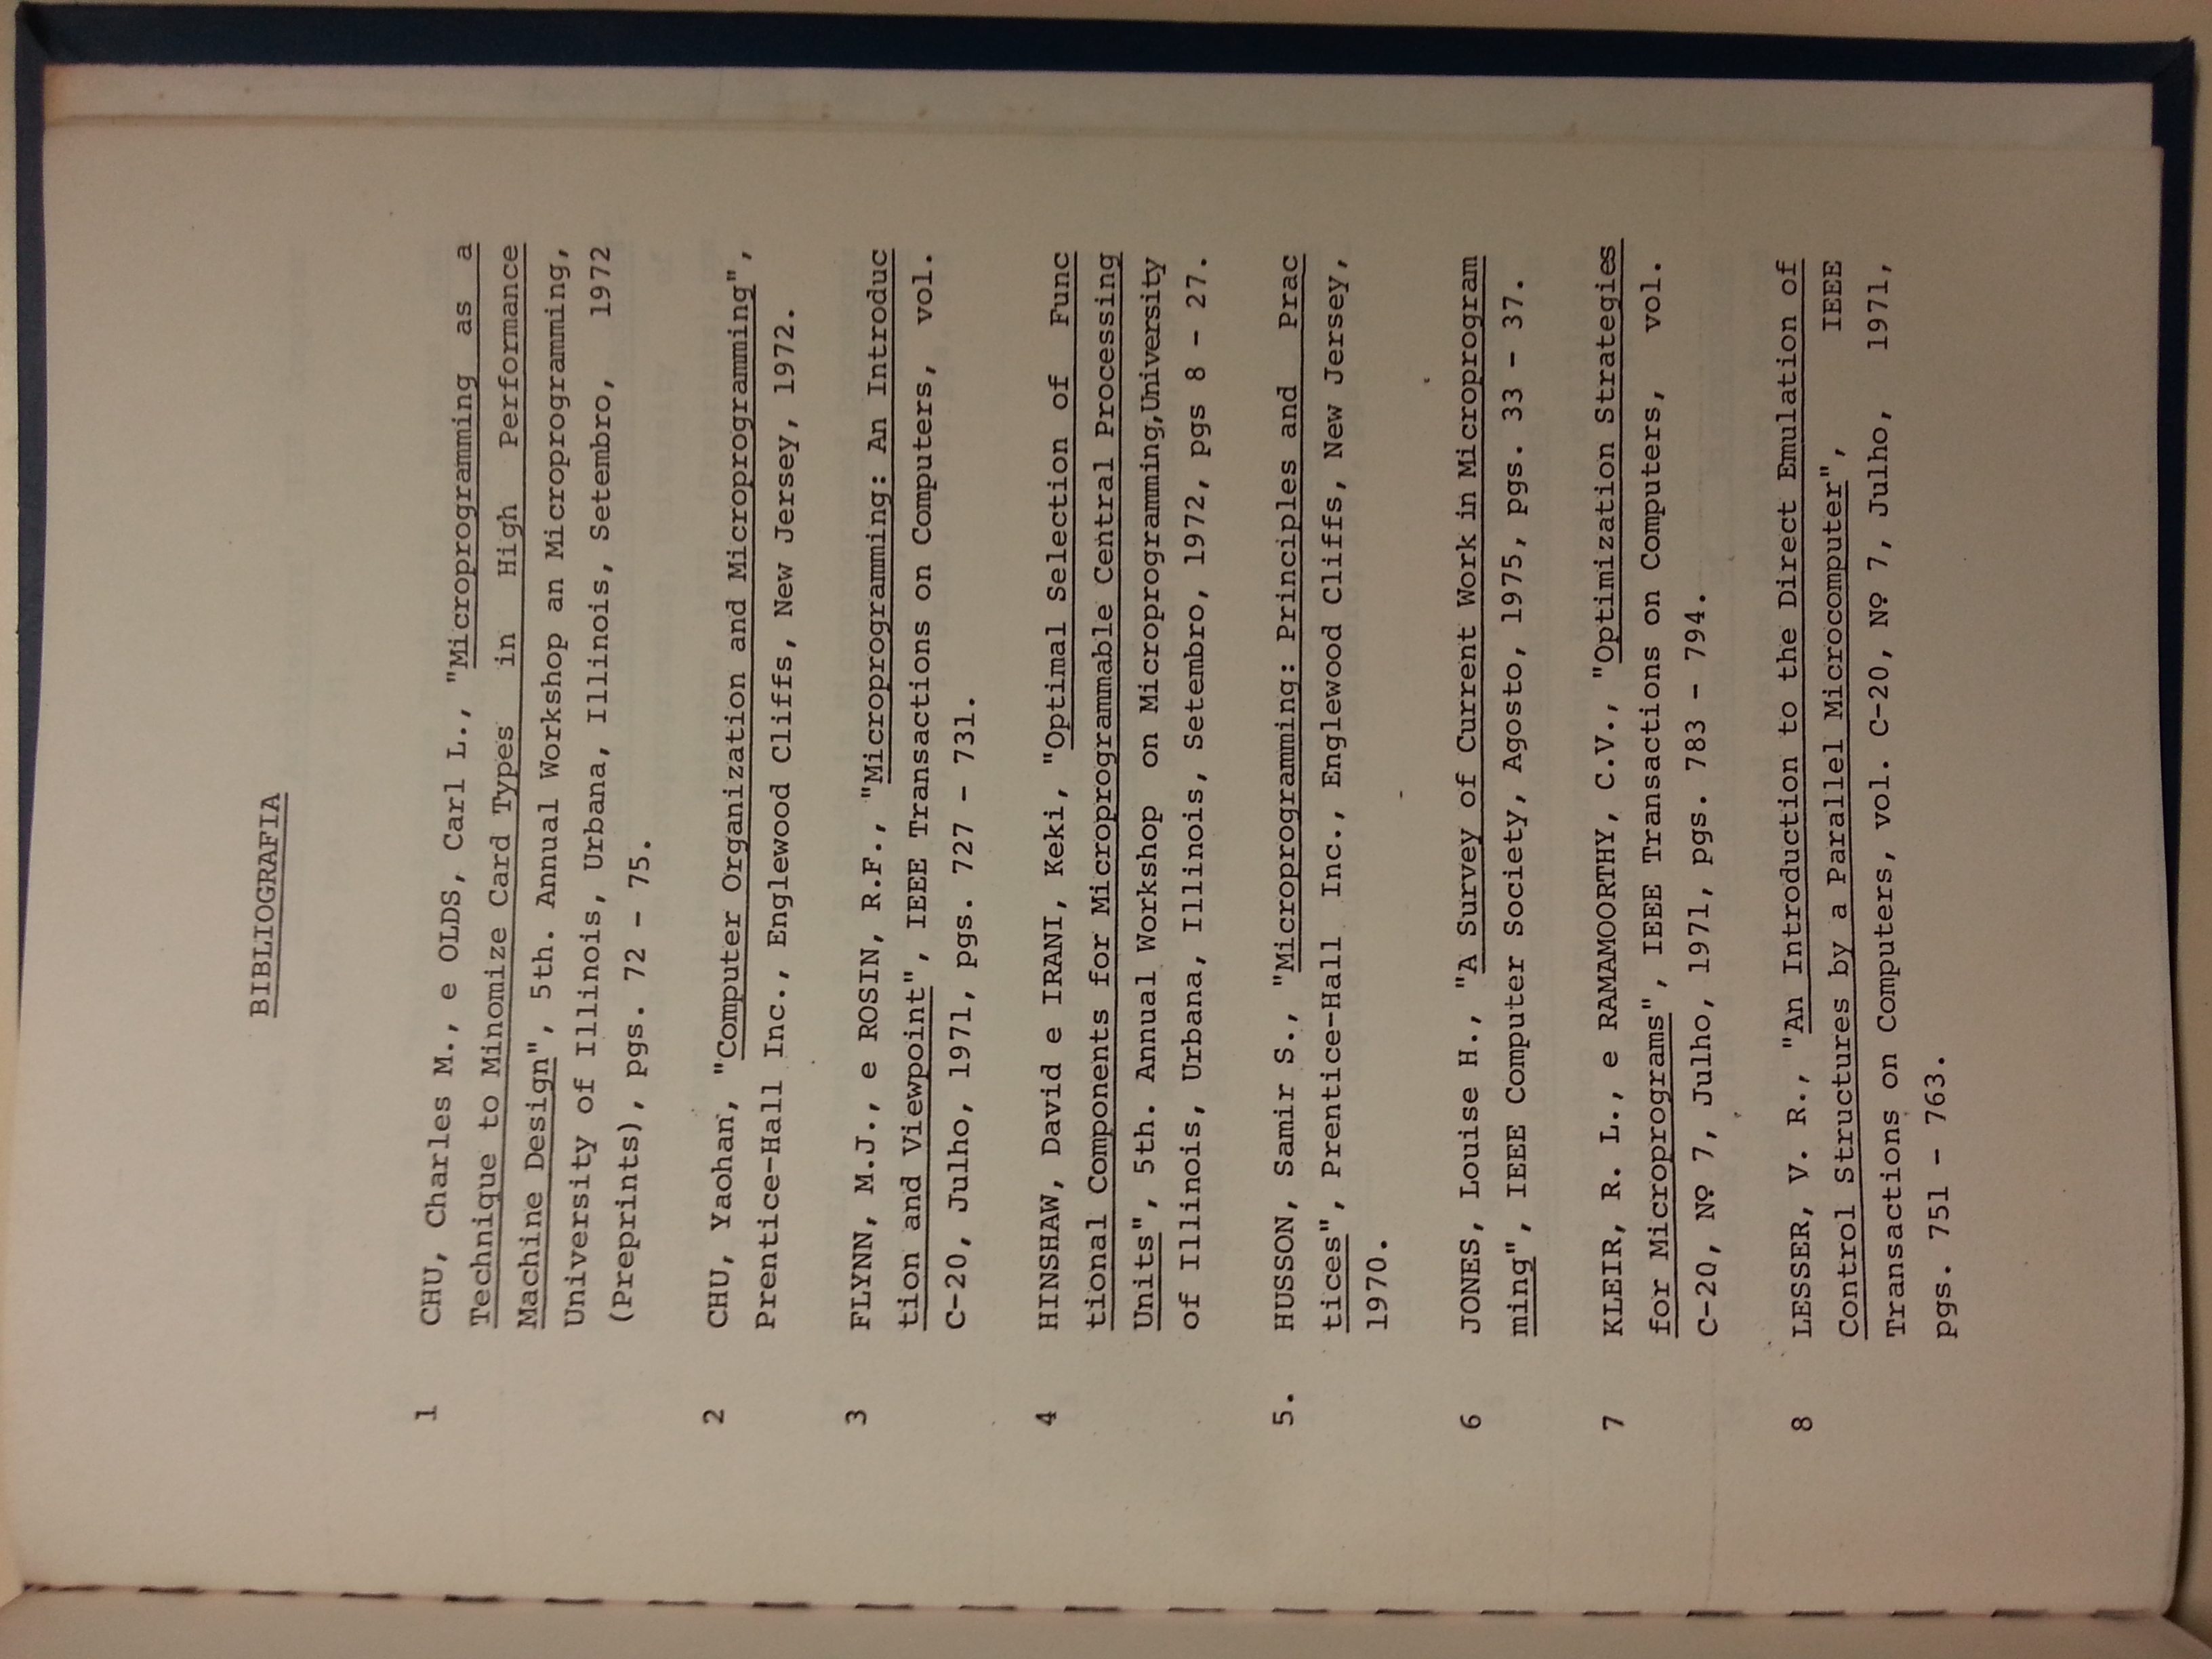 BIBLIOGRAFIA
1 CHU, Charles M., e OLDS, Carl L., "Microprogramming as a
Technique to Minomize Card Types in High Performance
Machine Design", 5th. Annual Workshop an Microprogramming,
University of Illinois, Urbana, Illinois, Setembro, 1972
(Preprints), pgs. 72 - 75.
2 CHU, Yaohan, "Computer Organization and Microprogramming",
Prentice-Hall Inc., Englewood Cliffs, New Jersey, 1972.
3 FLYNN, M.J., e ROSIN, R.F., "Microprogramming: An Introduc
tion and Viewpoint", IEEE Transactions on Computers, vol.
C-20, Julho, 1971, pgs. 727 - 731.
4 HINSHAW, David e IRANI, Keki, "Optimal Selection of Func
tional Components for Microprogrammable Central Processing
Units", 5th. Annual Workshop on Microprogramming,University
of Illinois, Urbana, Illinois, Setembro, 1972, pgs 8 - 27.
5. HUSSON, Samir S., "Microprogramming: Principles and Prac
tices", Prentice-Hall Inc., Englewood Cliffs, New Jersey,
1970.
6 JONES, Louise H., "A Survey of Current Work in Microprogram
ming", IEEE Computer Society, Agosto, 1975, pgs. 33 - 37.
7 KLEIR, R. L., e RAMAMOORTHY, C.V., "Optimization Strategies
for Microprograms", IEEE Transactions on Computers, vol.
C-20, Nº 7, Julho, 1971, pgs. 783 - 794.
8 LESSER, V. R., "An Introduction to the Direct Emulation of
Control Structures by a Parallel Microcomputer", IEEE
Transactions on Computers, vol. C-20, Nº 7, Julho, 1971,
pgs. 751 - 763.